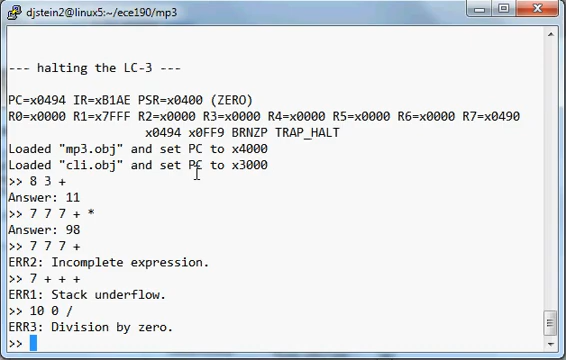 djstein2@linux5:~/ece190/mp3
--- halting the LC-3 ---
PC=x0494 IR=xB1AE PSR=x0400 (ZERO)
R0=x0000 R1=x7FFF R2=x0000 R3=x0000 R4=x0000 R5=x0000 R6=x0000 R7=x0490
x0494 x0FF9 BRNZP TRAP_HALT
Loaded "mp3.obj" and set PC to x4000
Loaded "cli.obj" and set PC to x3000
>> 8 3 +
Answer: 11
>> 7 7 7 + *
Answer: 98
>> 7 7 7 +
ERR2: Incomplete expression.
>> 7 + + +
ERR1: Stack underflow.
>> 10 0 /
ERR3: Division by zero.
>>